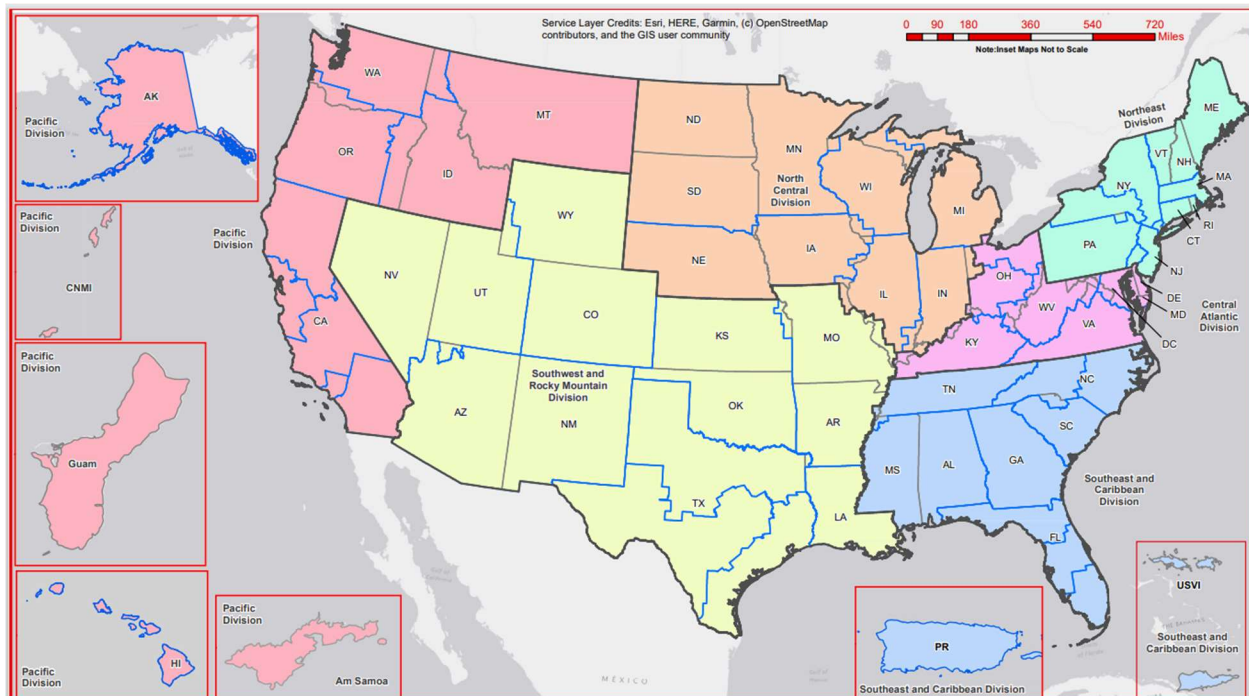 Service Layer Credits: Esri, HERE, Garmin, (c) OpenStreetMap
contributors, and the GIS user community
0 90 180 360 540 720
Miles
Note:Inset Maps Not to Scale
AK
Pacific
Division
Pacific
Division
CNMI
Pacific
Division
Guam
HI
Pacific
Division
Pacific
Division
Am Samoa
WA
MT
OR
ID
Pacific
Division
CA
WY
NV
UT
CO
KS
MO
Southwest and
Rocky Mountain
Division
AZ
NM
OK
AR
TX
LA
ND
MN
SD
North
Central
Division
WI
MI
NE
IA
IL
IN
Northeast
Division
ME
VT
NH
NY
MA
RI
CT
PA
NJ
OH
WV
KY
VA
DE
MD
DC
Central
Atlantic
Division
TN
NC
SC
MS
AL
GA
FL
Southeast and
Caribbean
Division
PR
Southeast and Caribbean Division
USVI
Southeast and
Caribbean Division
MÉXICO